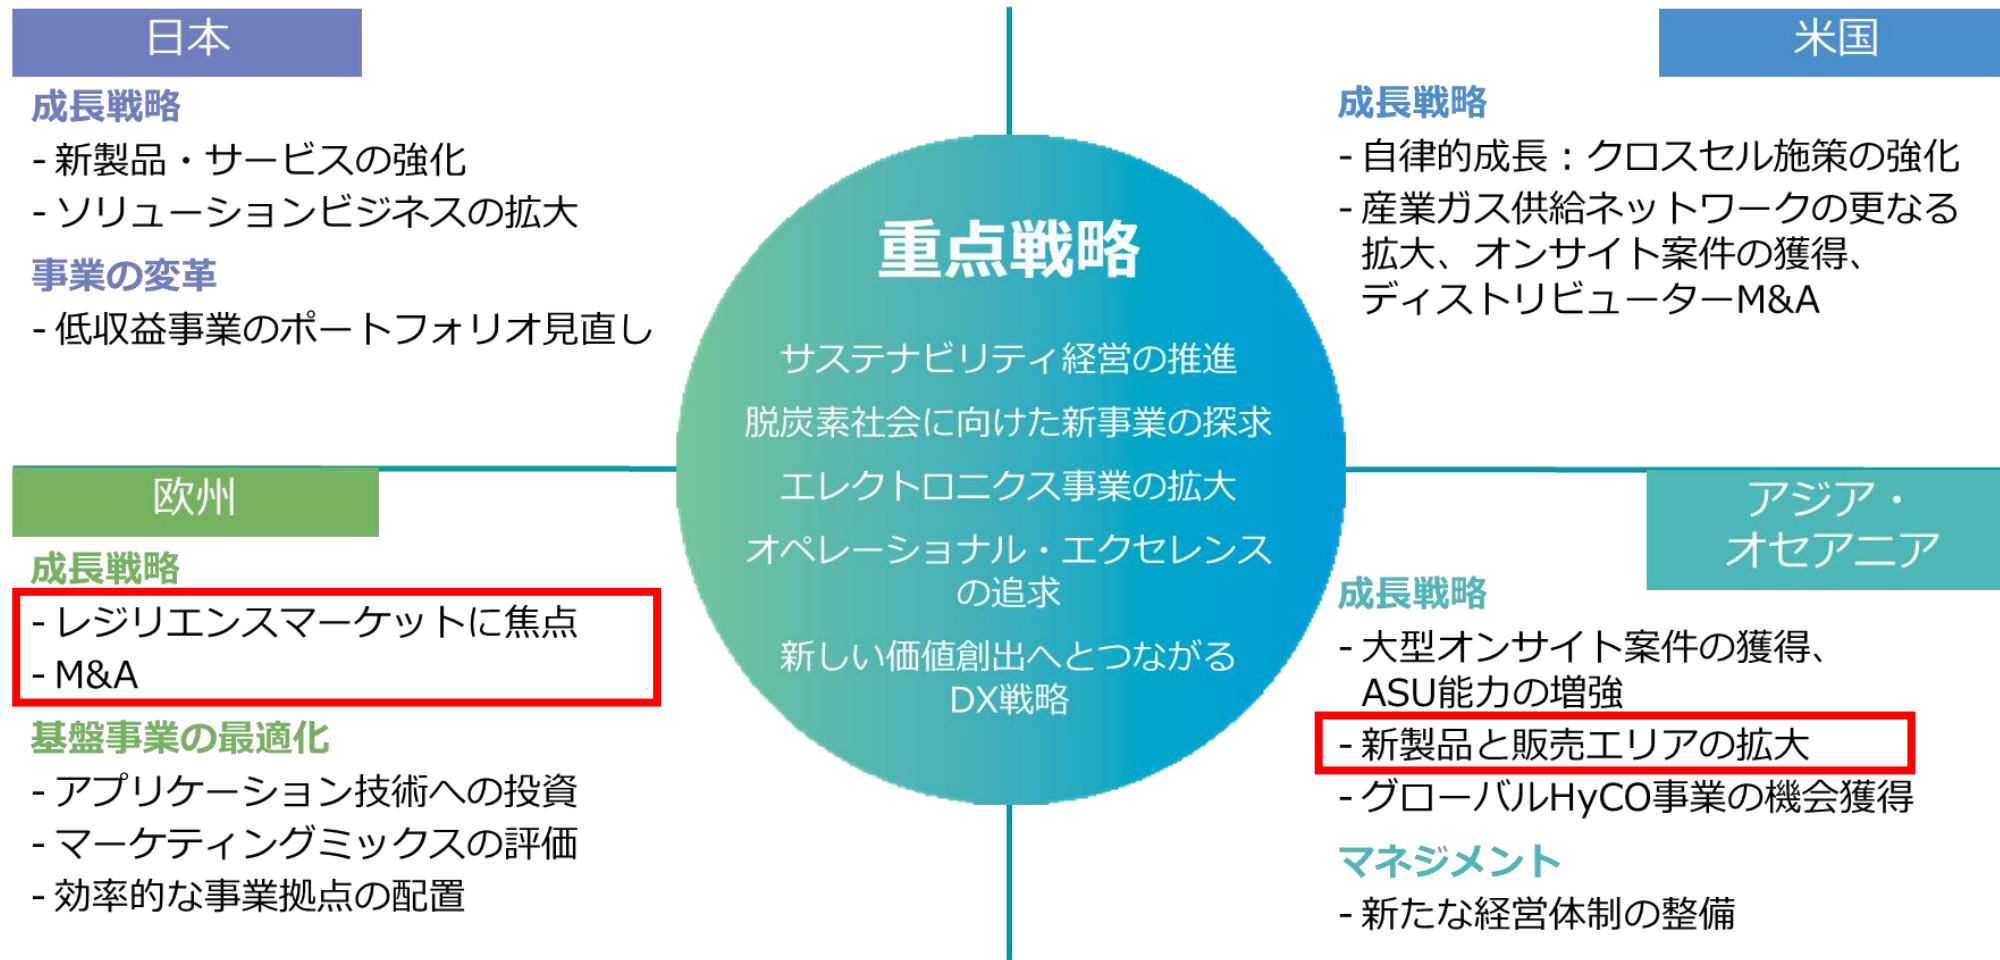 日本
成長戦略
- 新製品・サービスの強化
- ソリューションビジネスの拡大
事業の変革
- 低収益事業のポートフォリオ見直し
米国
成長戦略
- 自律的成長：クロスセル施策の強化
- 産業ガス供給ネットワークの更なる
拡大、オンサイト案件の獲得、
ディストリビューターM&A
重点戦略
サステナビリティ経営の推進
脱炭素社会に向けた新事業の探求
エレクトロニクス事業の拡大
オペレーショナル・エクセレンス
の追求
新しい価値創出へとつながる
DX戦略
欧州
成長戦略
- レジリエンスマーケットに焦点
- M&A
基盤事業の最適化
- アプリケーション技術への投資
- マーケティングミックスの評価
- 効率的な事業拠点の配置
アジア・
オセアニア
成長戦略
- 大型オンサイト案件の獲得、
ASU能力の増強
- 新製品と販売エリアの拡大
- グローバルHyCO事業の機会獲得
マネジメント
- 新たな経営体制の整備